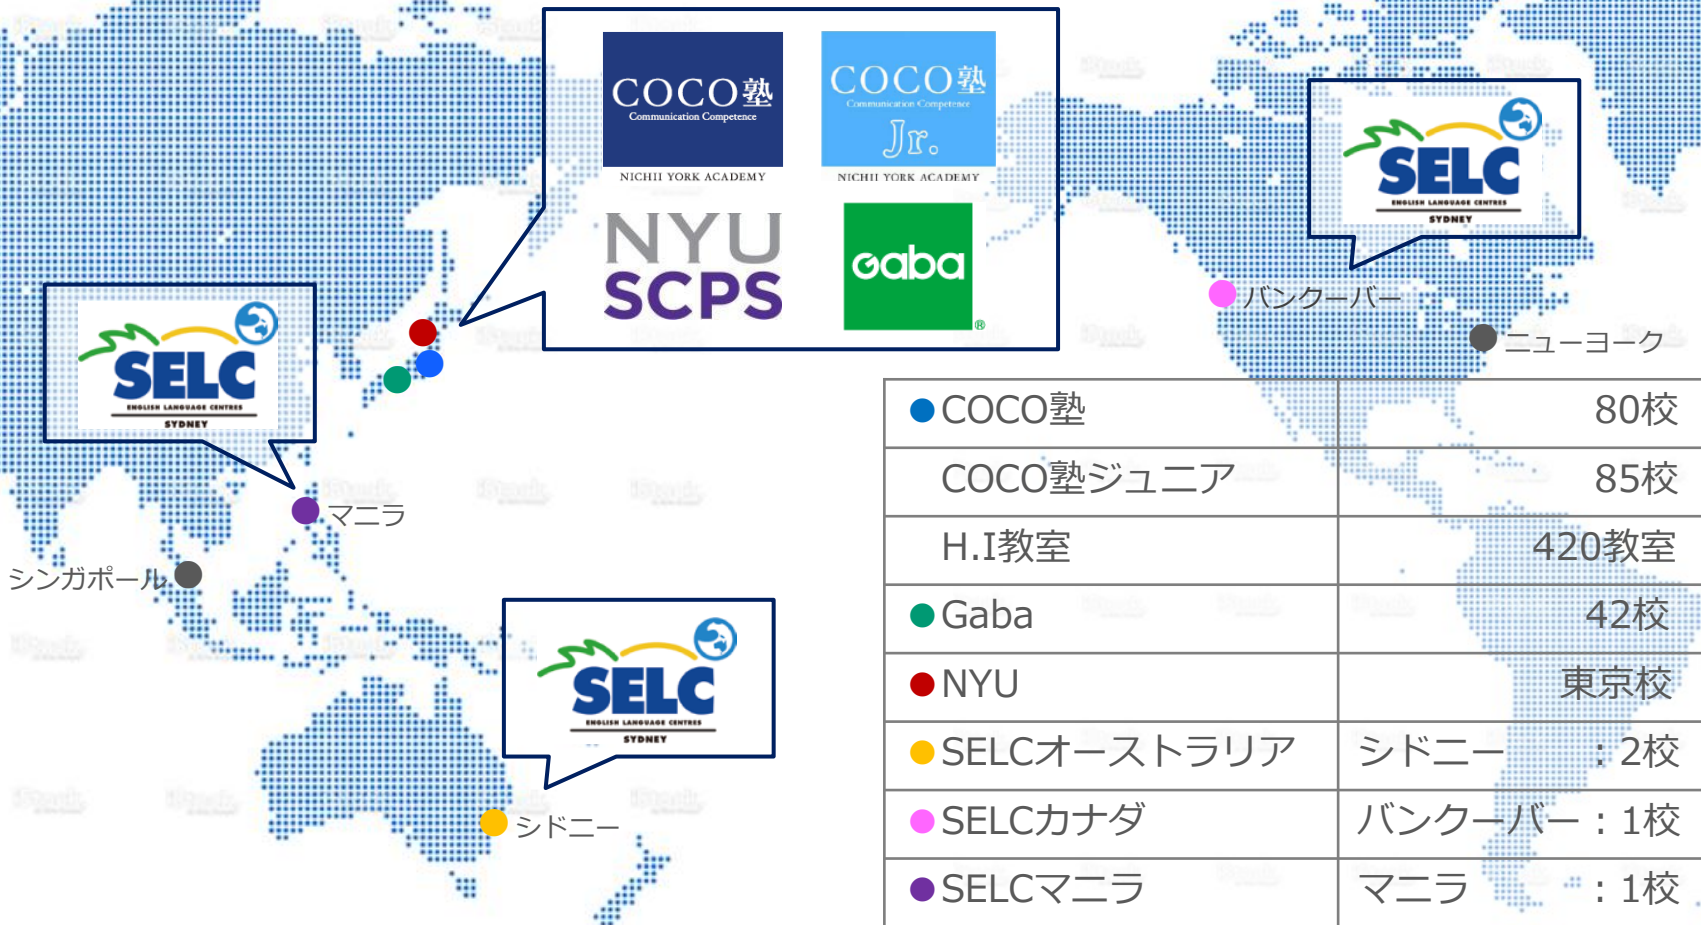 COCO塾
Communication Competence
NICHII YORK ACADEMY
COCO塾
Communication Competence
Jr.
NICHII YORK ACADEMY
NYU
SCPS
Gaba
®
SELC
ENGLISH LANGUAGE CENTRES
SYDNEY
バンクーバー
ニューヨーク
SELC
ENGLISH LANGUAGE CENTRES
SYDNEY
マニラ
シンガポール
SELC
ENGLISH LANGUAGE CENTRES
SYDNEY
シドニー
COCO塾 80校
COCO塾ジュニア 85校
H.I教室 420教室
Gaba 42校
NYU 東京校
SELCオーストラリア シドニー :2校
SELCカナダ バンクーバー:1校
SELCマニラ マニラ :1校